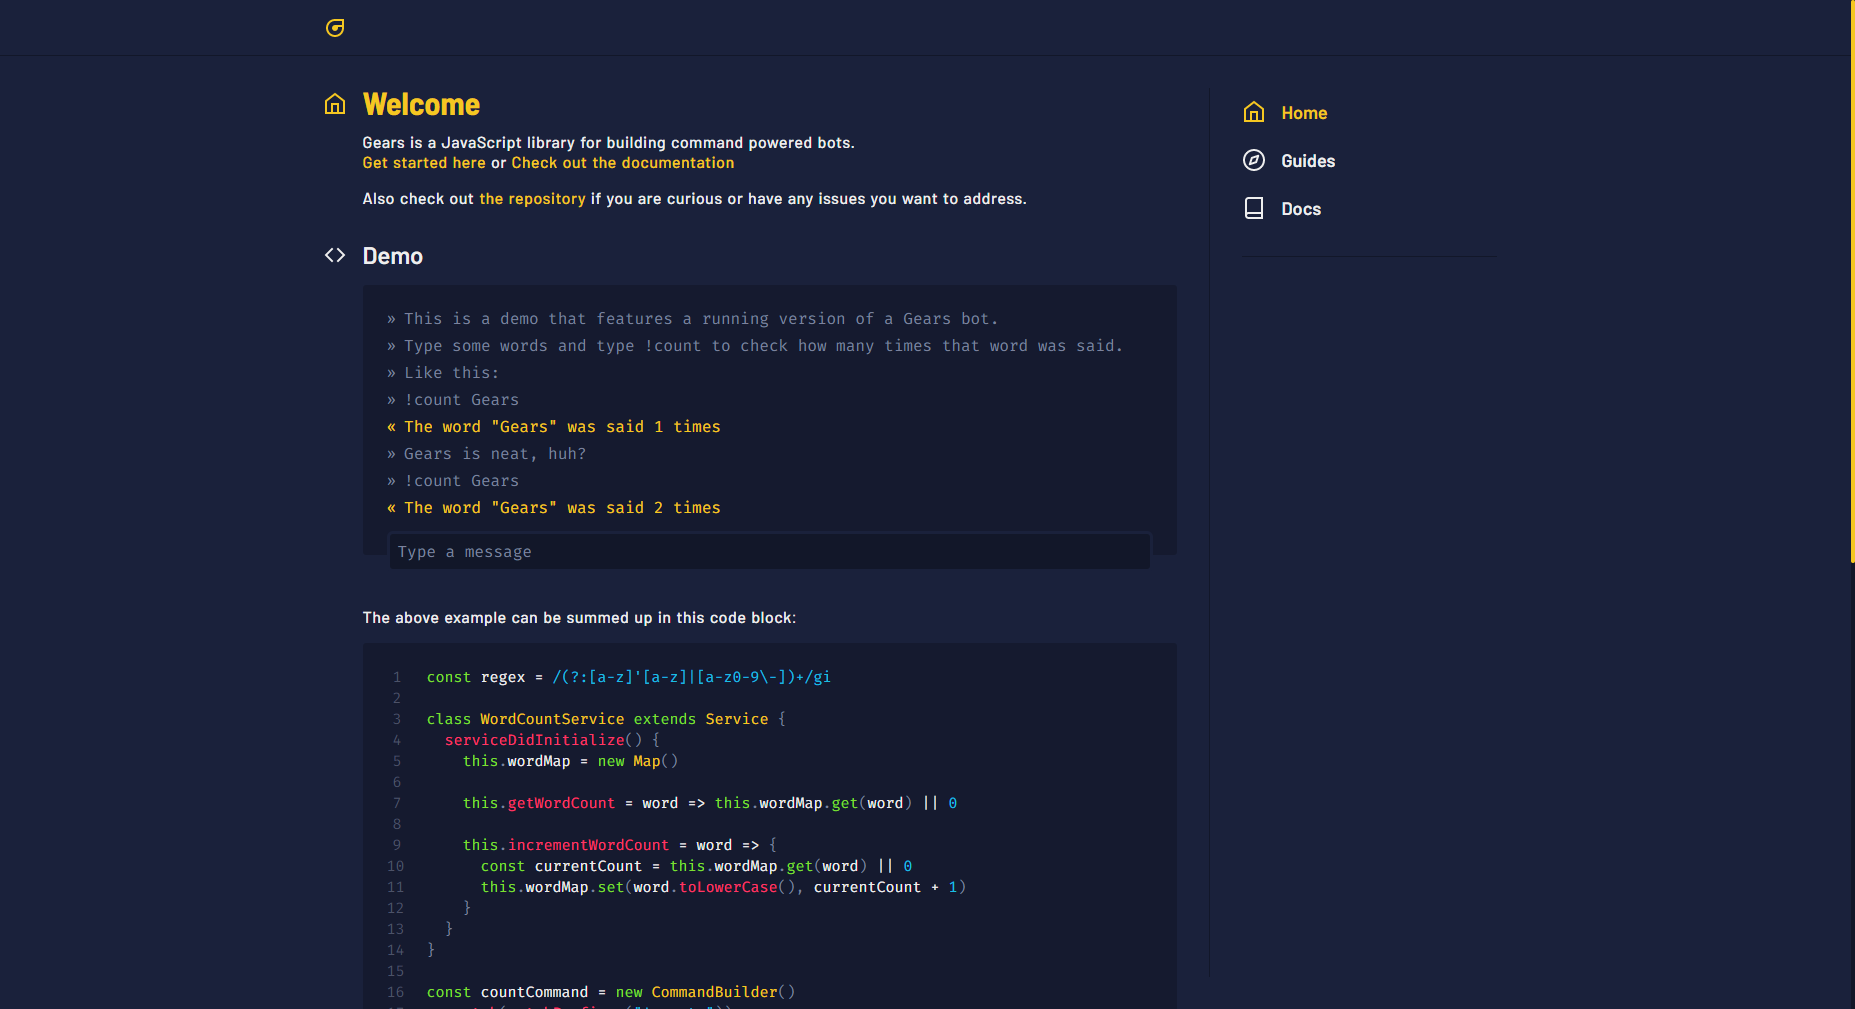 Welcome
Gears is a JavaScript library for building command powered bots.
Get started here or Check out the documentation
Also check out the repository if you are curious or have any issues you want to address.
Demo
» This is a demo that features a running version of a Gears bot.
» Type some words and type !count to check how many times that word was said.
» Like this:
» !count Gears
« The word "Gears" was said 1 times
» Gears is neat, huh?
» !count Gears
« The word "Gears" was said 2 times
Type a message
The above example can be summed up in this code block:
1 const regex = /(?:[a-z]'[a-z]|[a-z0-9\-])+/gi
2
3 class WordCountService extends Service {
4 serviceDidInitialize() {
5 this.wordMap = new Map()
6
7 this.getWordCount = word => this.wordMap.get(word) || 0
8
9 this.incrementWordCount = word => {
10 const currentCount = this.wordMap.get(word) || 0
11 this.wordMap.set(word.toLowerCase(), currentCount + 1)
12 }
13 }
14 }
15
16 const countCommand = new CommandBuilder()
Home
Guides
Docs